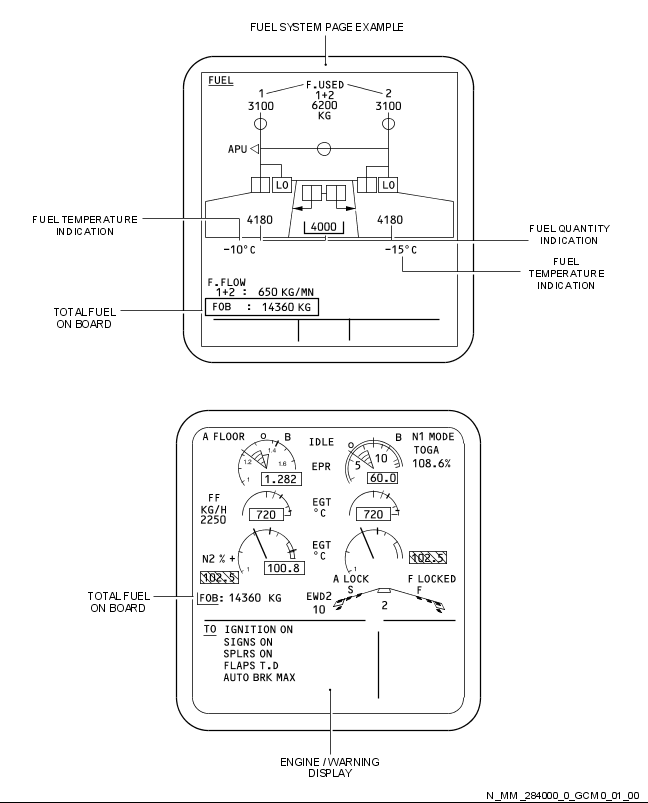 FUEL SYSTEM PAGE EXAMPLE
FUEL
F.USED
1 1+2 2
3100 6200 3100
KG
APU
LO LO
4180 4000 4180
FUEL TEMPERATURE
INDICATION
-10°C -15°C
FUEL QUANTITY
INDICATION
FUEL
TEMPERATURE
INDICATION
F.FLOW
1+2 : 650 KG/MN
FOB : 14360 KG
TOTAL FUEL
ON BOARD
A FLOOR O B IDLE O B N1 MODE
TOGA
108.6%
1 1.2 1.4 1.6
EPR
5 10
1.282 60.0
FF
KG/H
2250
EGT
°C
720 720
EGT
°C
N2 % +
1 100.8 1
102.5 102.5
A LOCK F LOCKED
S F
FOB: 14360 KG EWD2
10 2
TOTAL FUEL
ON BOARD
TO IGNITION ON
SIGNS ON
SPLRS ON
FLAPS T.D
AUTO BRK MAX
ENGINE / WARNING
DISPLAY
N_MM_284000_0_GCM0_01_00